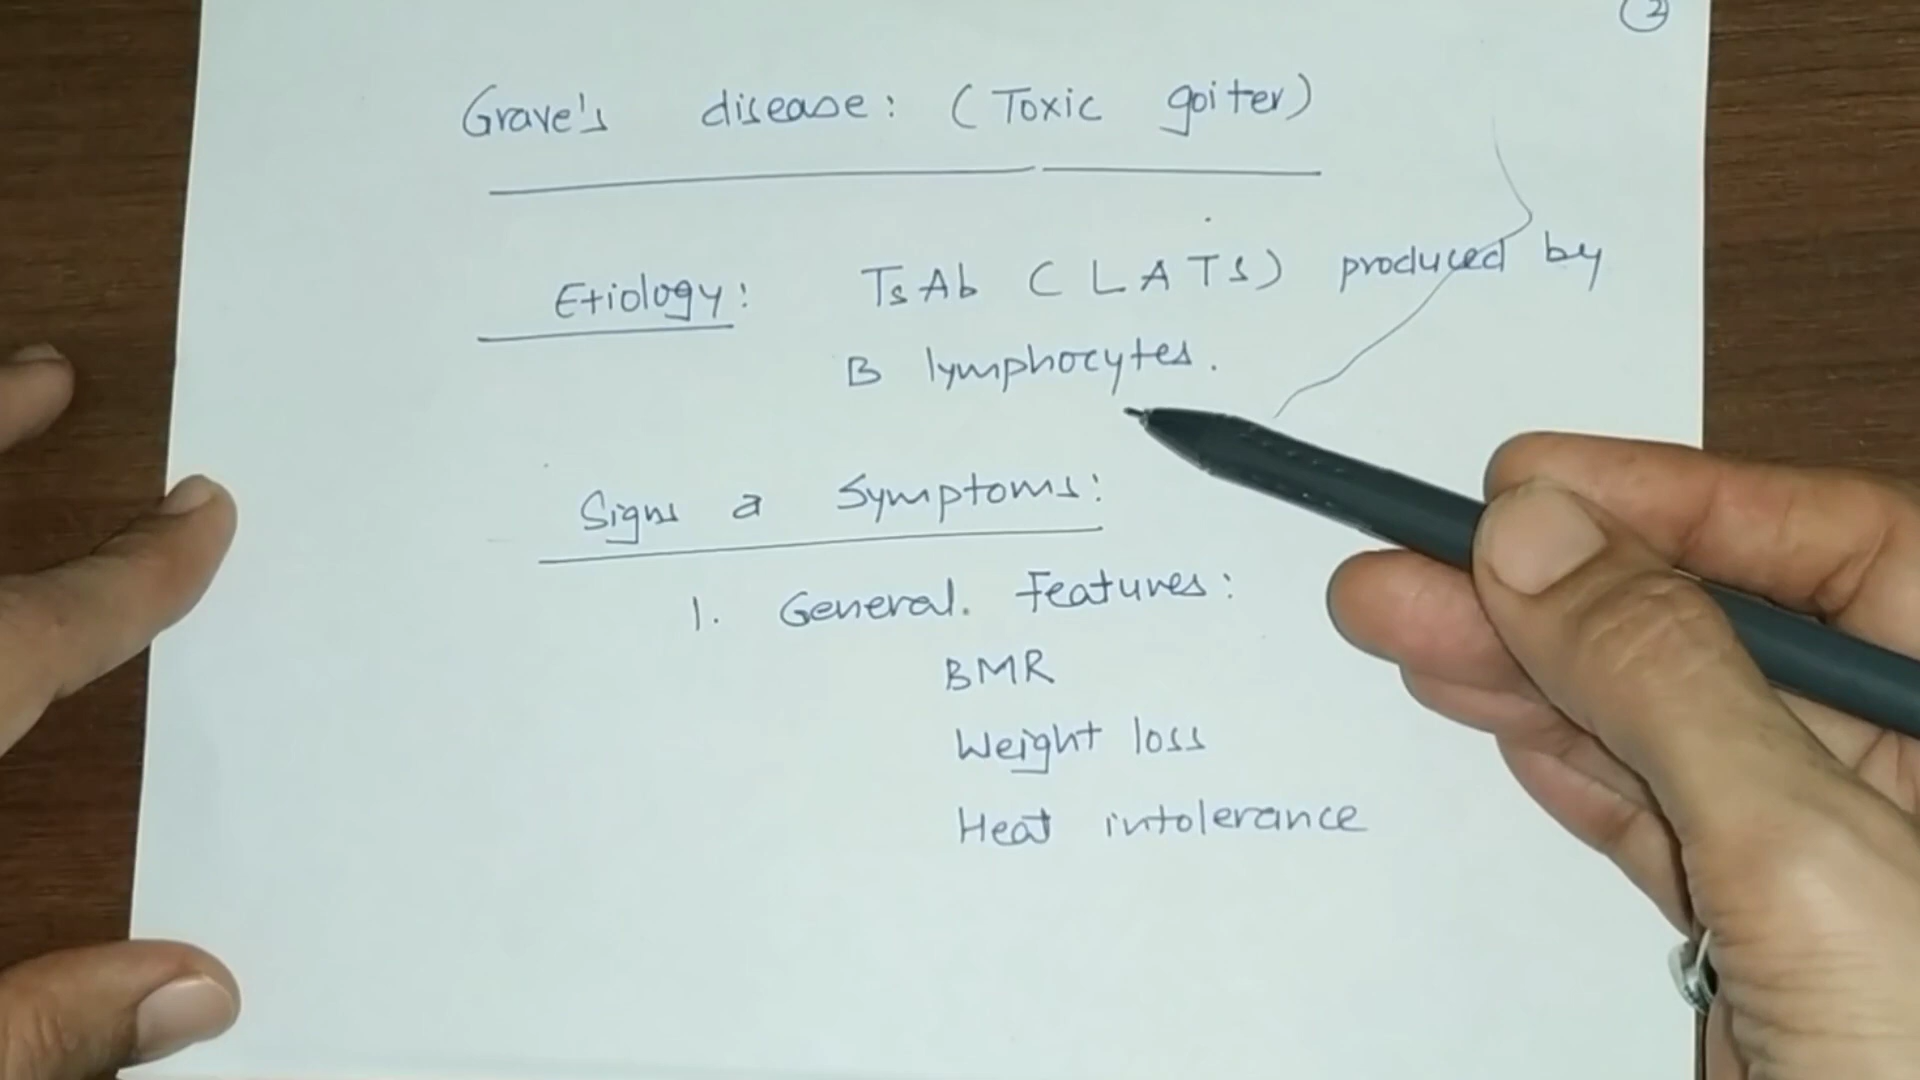 2
Grave's disease: (Toxic goiter)
Etiology: TsAb (LATS) produced by
B lymphocytes.
Signs & Symptoms:
1. General. Features:
BMR
Weight loss
Heat intolerance